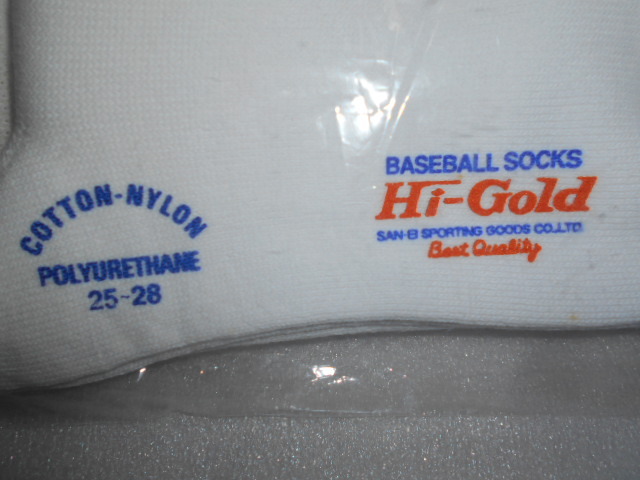 COTTON-NYLON
POLYURETHANE
25~28
BASEBALL SOCKS
Hi-Gold
SAN-EI SPORTING GOODS CO.,LTD.
Best Quality